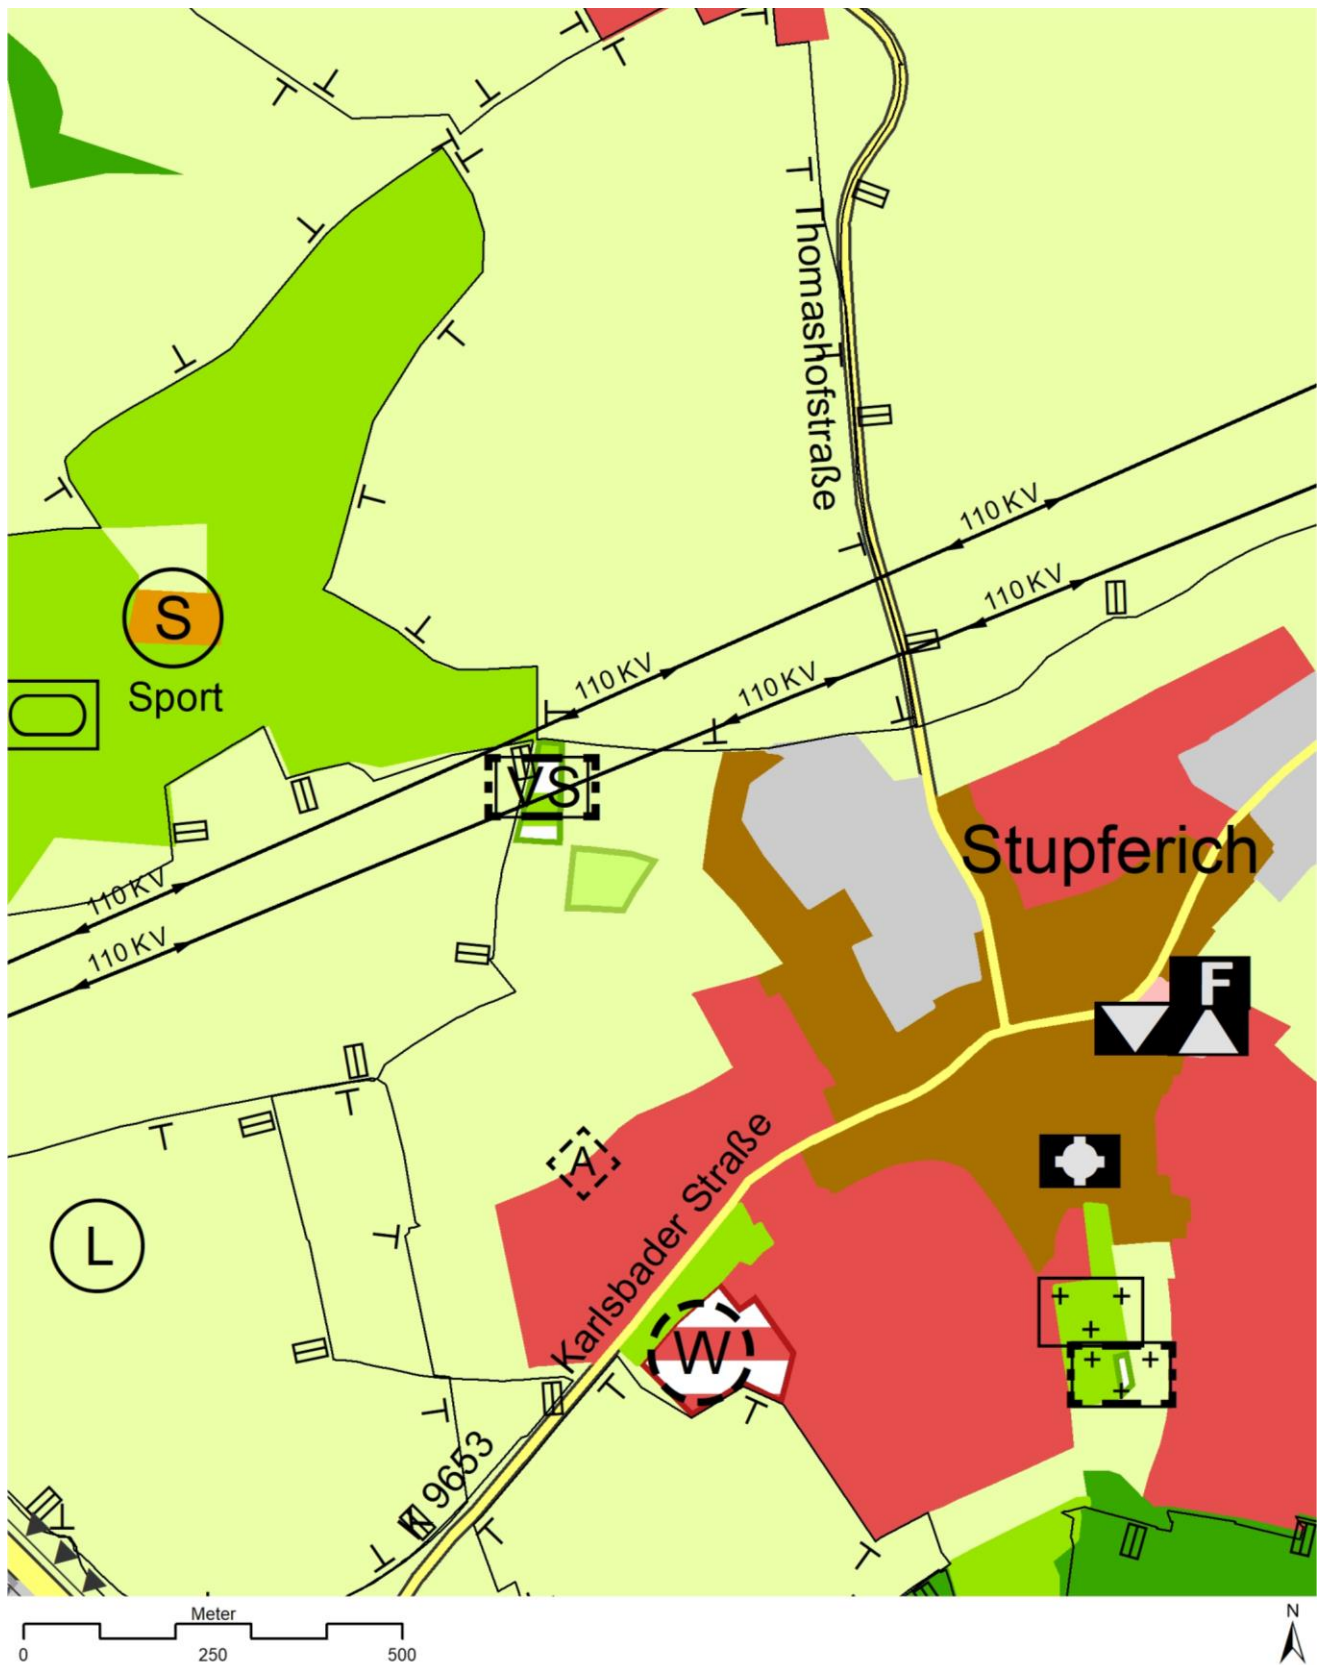 Thomashofstraße
110 KV
110 KV
S
Sport
110 KV
110 KV
VS
Stupferich
110 KV
110 KV
F
A
Karlsbader Straße
L
W
K 9653
Meter
0 250 500
N